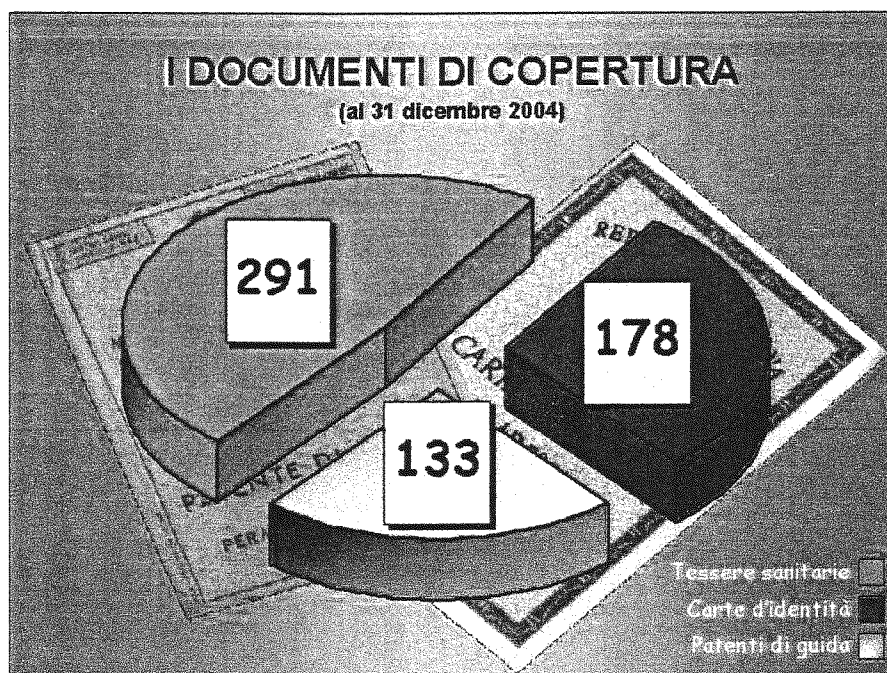 I DOCUMENTI DI COPERTURA
(al 31 dicembre 2004)
291
178
133
Tessere sanitarie
Carte d'identità
Patenti di guida